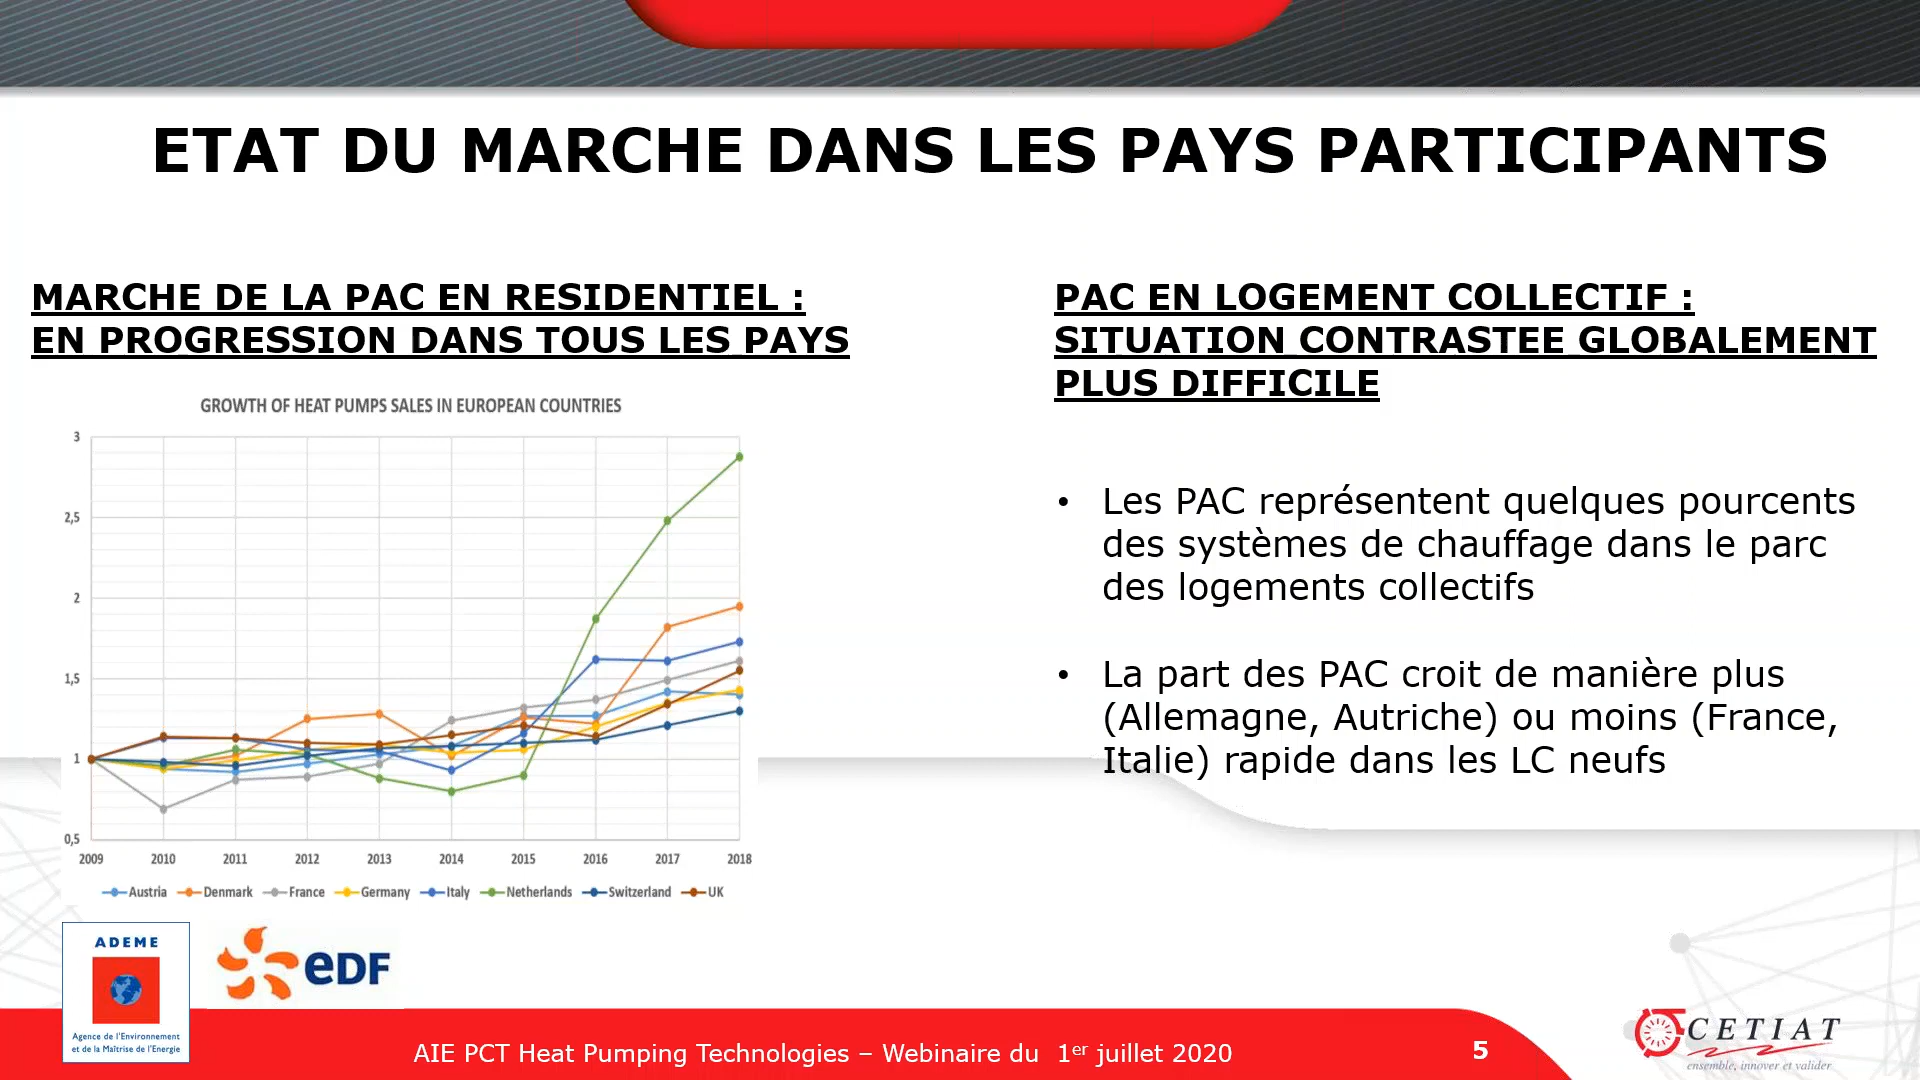 ETAT DU MARCHE DANS LES PAYS PARTICIPANTS
MARCHE DE LA PAC EN RESIDENTIEL :
EN PROGRESSION DANS TOUS LES PAYS
GROWTH OF HEAT PUMPS SALES IN EUROPEAN COUNTRIES
3
2,5
2
1,5
1
0,5
2009 2010 2011 2012 2013 2014 2015 2016 2017 2018
Austria Denmark France Germany Italy Netherlands Switzerland UK
PAC EN LOGEMENT COLLECTIF :
SITUATION CONTRASTEE GLOBALEMENT
PLUS DIFFICILE
• Les PAC représentent quelques pourcents
des systèmes de chauffage dans le parc
des logements collectifs
• La part des PAC croit de manière plus
(Allemagne, Autriche) ou moins (France,
Italie) rapide dans les LC neufs
ADEME
Agence de l'Environnement
et de la Maîtrise de l'Energie
eDF
AIE PCT Heat Pumping Technologies – Webinaire du 1er juillet 2020
5
CETIAT
ensemble, innover et valider